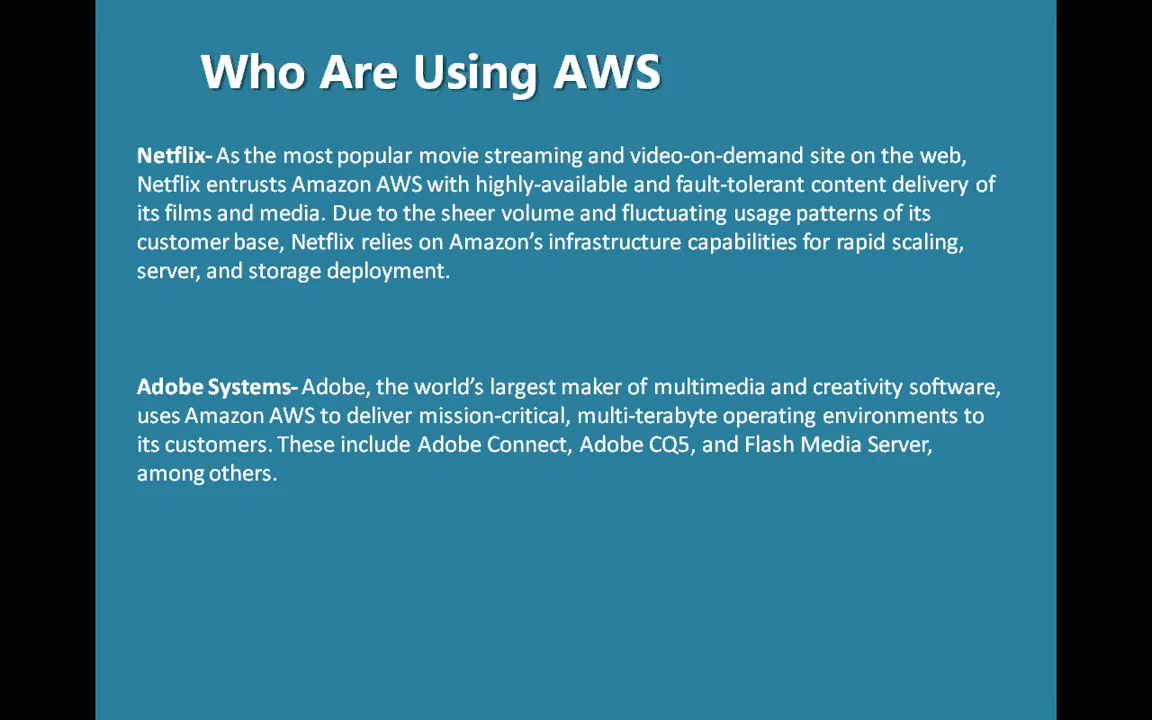 Who Are Using AWS
Netflix- As the most popular movie streaming and video-on-demand site on the web,
Netflix entrusts Amazon AWS with highly-available and fault-tolerant content delivery of
its films and media. Due to the sheer volume and fluctuating usage patterns of its
customer base, Netflix relies on Amazon’s infrastructure capabilities for rapid scaling,
server, and storage deployment.
Adobe Systems- Adobe, the world’s largest maker of multimedia and creativity software,
uses Amazon AWS to deliver mission-critical, multi-terabyte operating environments to
its customers. These include Adobe Connect, Adobe CQ5, and Flash Media Server,
among others.